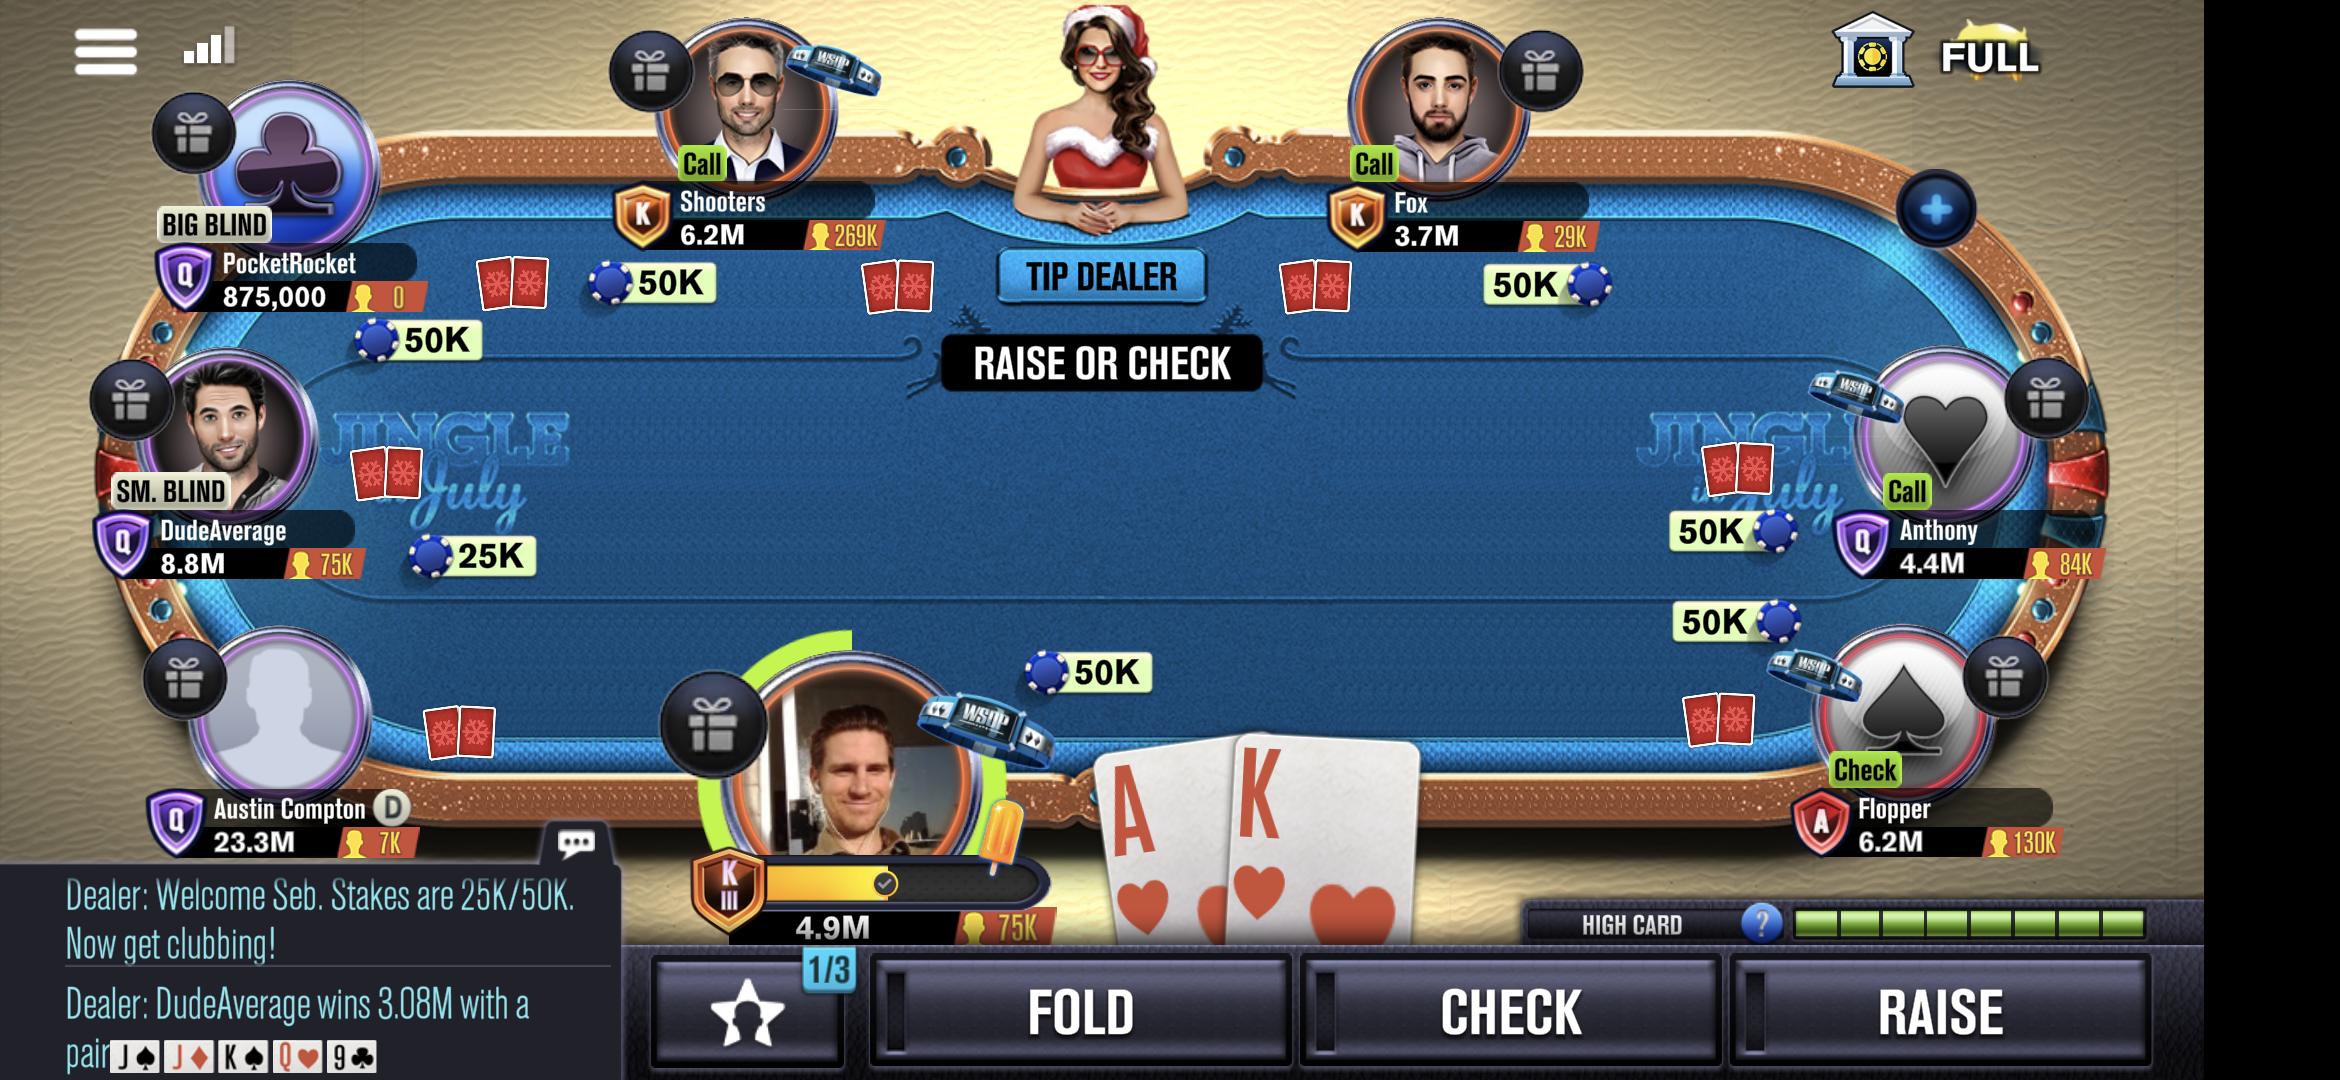 FULL
WSOP
Call
Shooters
K
6.2M
269K
Call
Fox
K
3.7M
29K
BIG BLIND
PocketRocket
Q
875,000
0
50K
50K
TIP DEALER
50K
RAISE OR CHECK
JINGLE
in July
SM. BLIND
DudeAverage
Q
8.8M
75K
25K
JINGL
in July
WSOP
Call
Anthony
Q
4.4M
84K
50K
50K
WSOP
Check
Flopper
A
6.2M
130K
Austin Compton D
Q
23.3M
7K
50K
WSOP
A K
K
III
4.9M
75K
Dealer: Welcome Seb. Stakes are 25K/50K.
Now get clubbing!
Dealer: DudeAverage wins 3.08M with a
pair J♠ J♦ K♠ Q♥ 9♣
HIGH CARD ?
1/3
FOLD
CHECK
RAISE